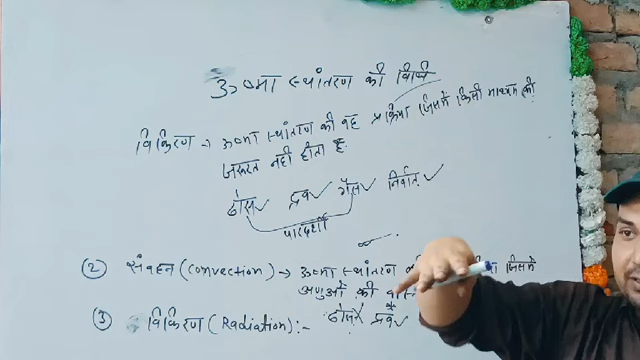 ऊष्मा स्थांतरण की विधि
विकिरण → ऊष्मा स्थांतरण की वह प्रक्रिया जिसमें किसी माध्यम की
जरूरत नहीं होता है
ठोस✓ द्रव✓ गैस✓ निर्वात✓
पारदर्शी
② संवहन (Convection) → ऊष्मा स्थांतरण की जिसमें
अणुओं की
③ विकिरण (Radiation) :- द्रव✓